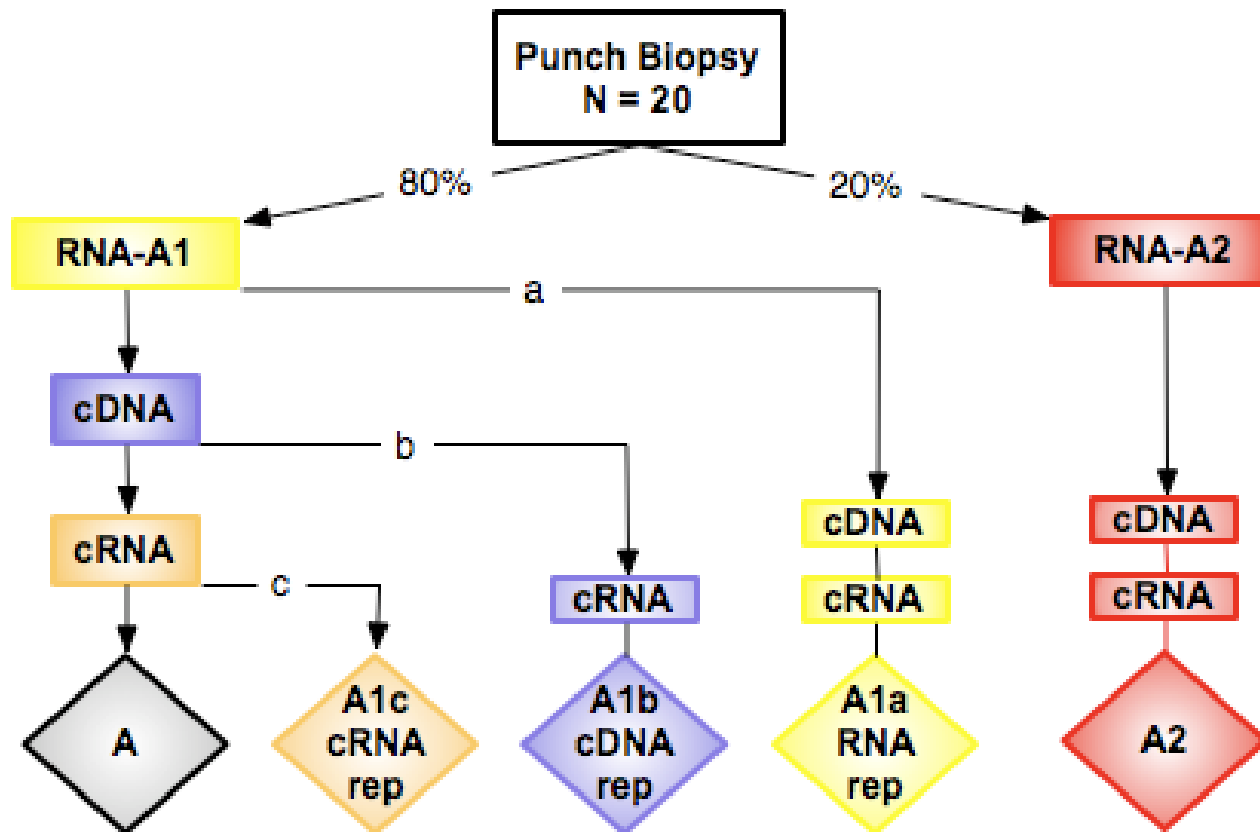 Punch Biopsy
N = 20
80%
20%
RNA-A1
RNA-A2
a
cDNA
b
cDNA
cDNA
cRNA
c
cRNA
cRNA
cRNA
A
A1c
cRNA
rep
A1b
cDNA
rep
A1a
RNA
rep
A2